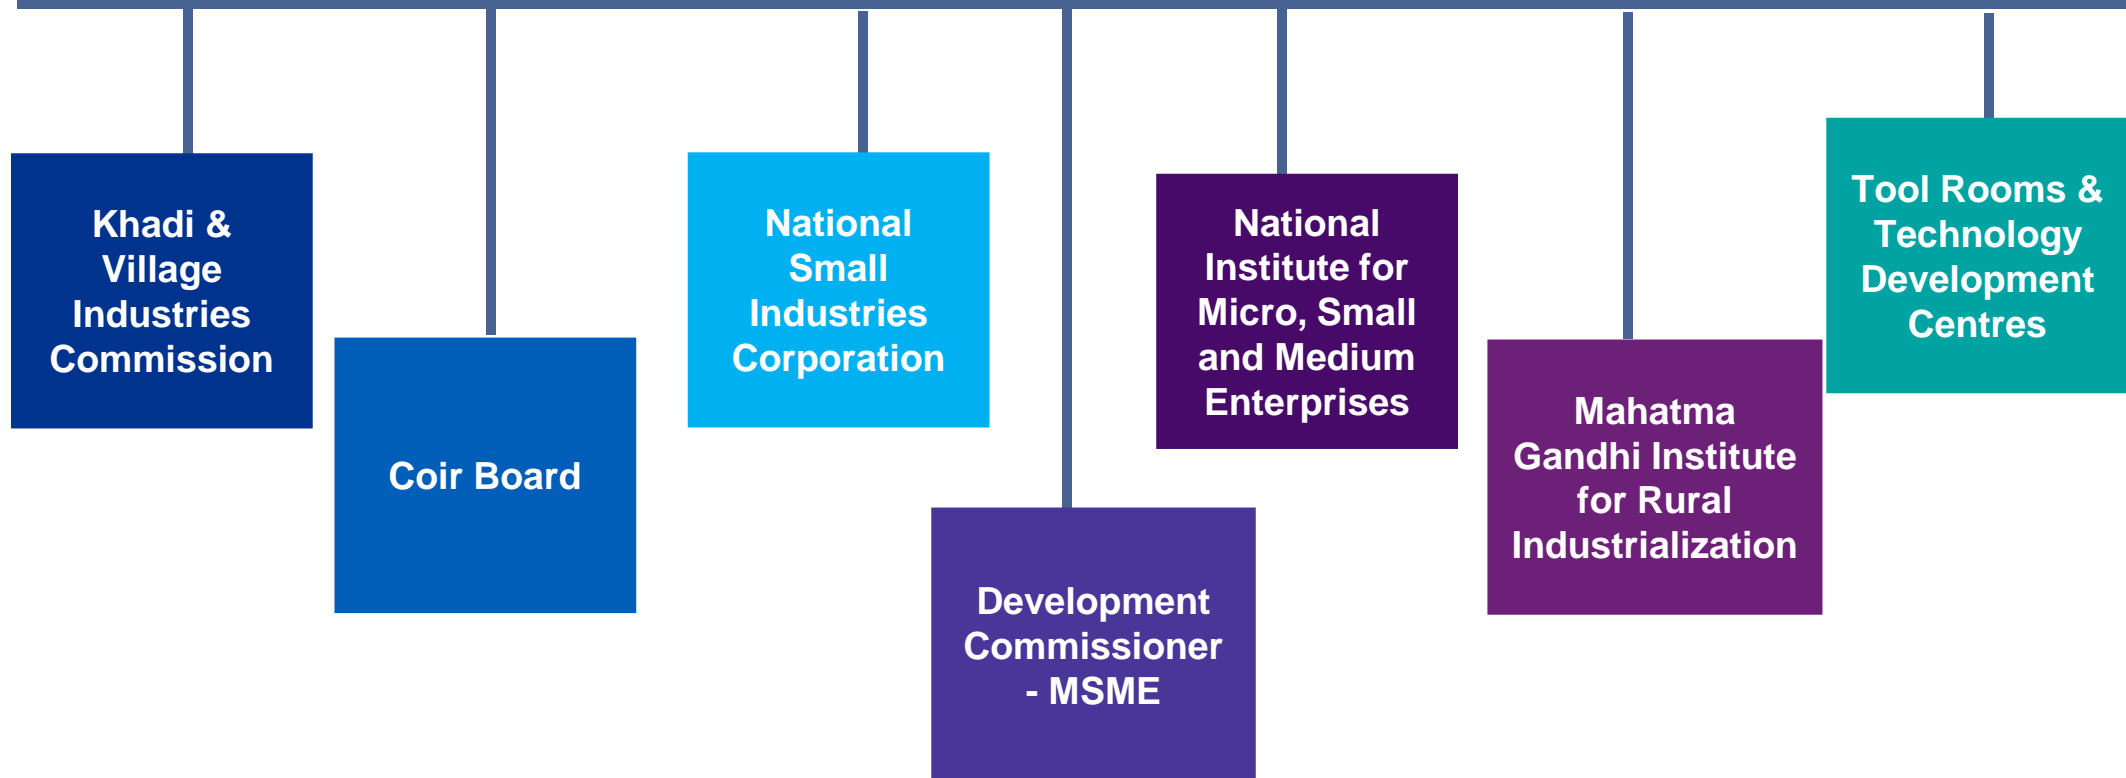 Khadi &
Village
Industries
Commission
Coir Board
National
Small
Industries
Corporation
Development
Commissioner
- MSME
National
Institute for
Micro, Small
and Medium
Enterprises
Mahatma
Gandhi Institute
for Rural
Industrialization
Tool Rooms &
Technology
Development
Centres